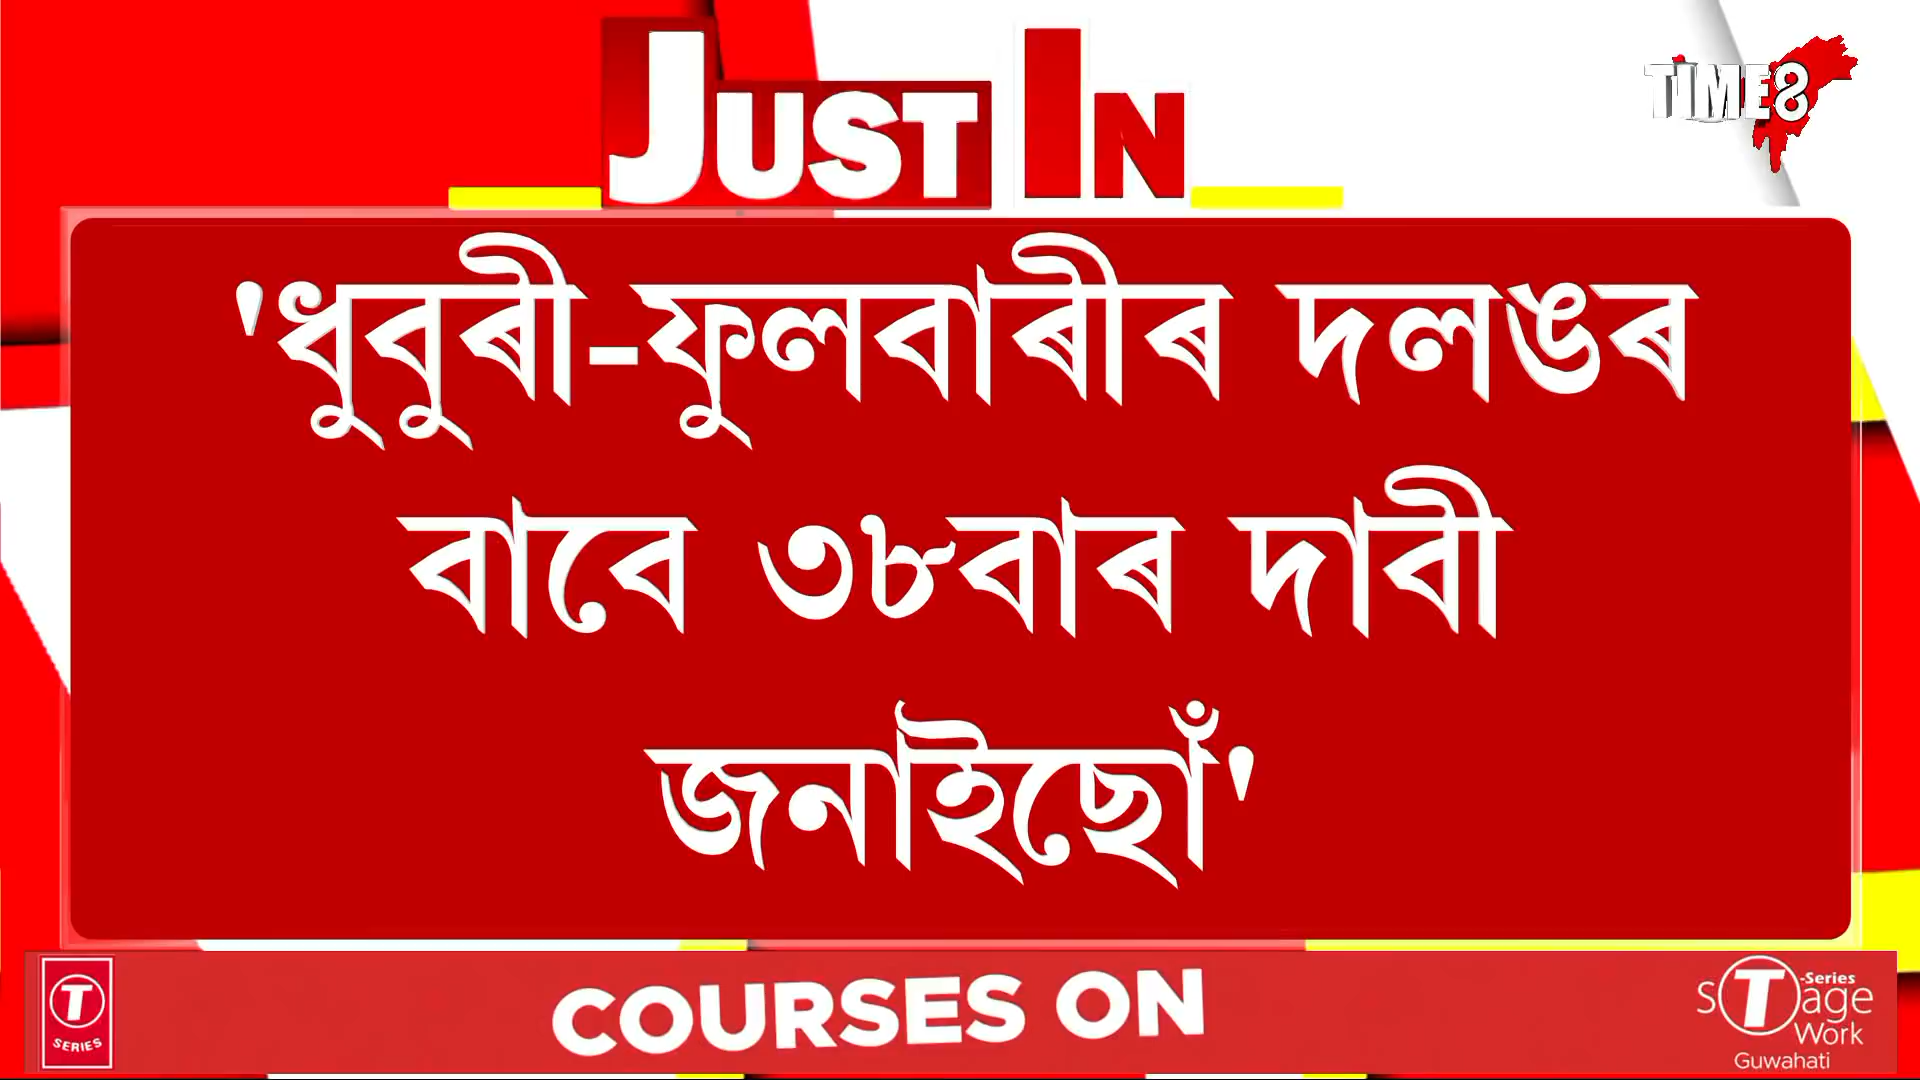 JUST IN
TIME8
'ধুবুৰী-ফুলবাৰীৰ দলঙৰ
বাবে ৩৮বাৰ দাবী
জনাইছোঁ'
T
SERIES
COURSES ON
T-Series
STage
Work
Guwahati